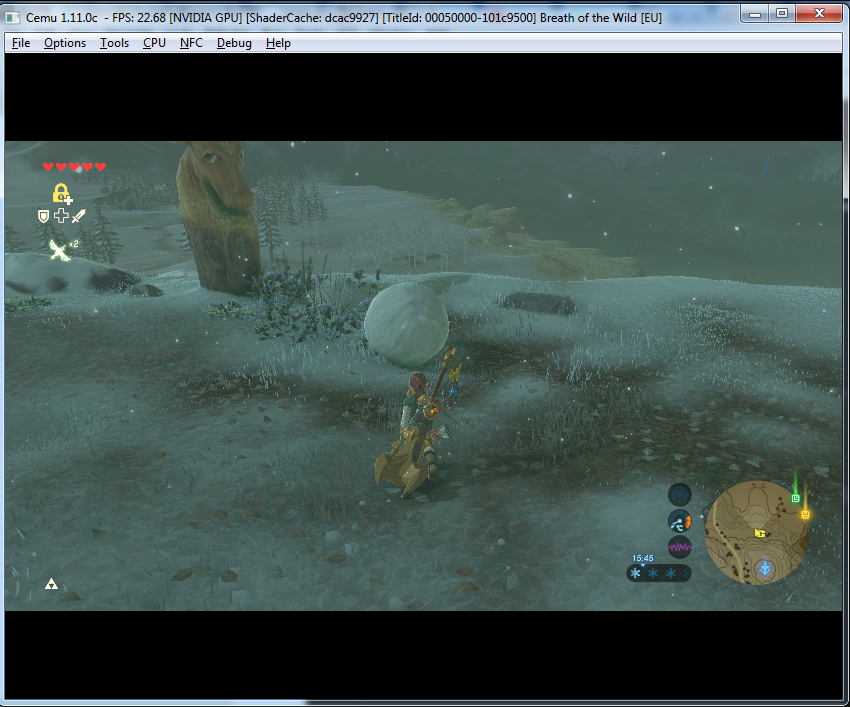 Cemu 1.11.0c - FPS: 22.68 [NVIDIA GPU] [ShaderCache: dcac9927] [TitleId: 00050000-101c9500] Breath of the Wild [EU]
File Options Tools CPU NFC Debug Help
×2
15:45